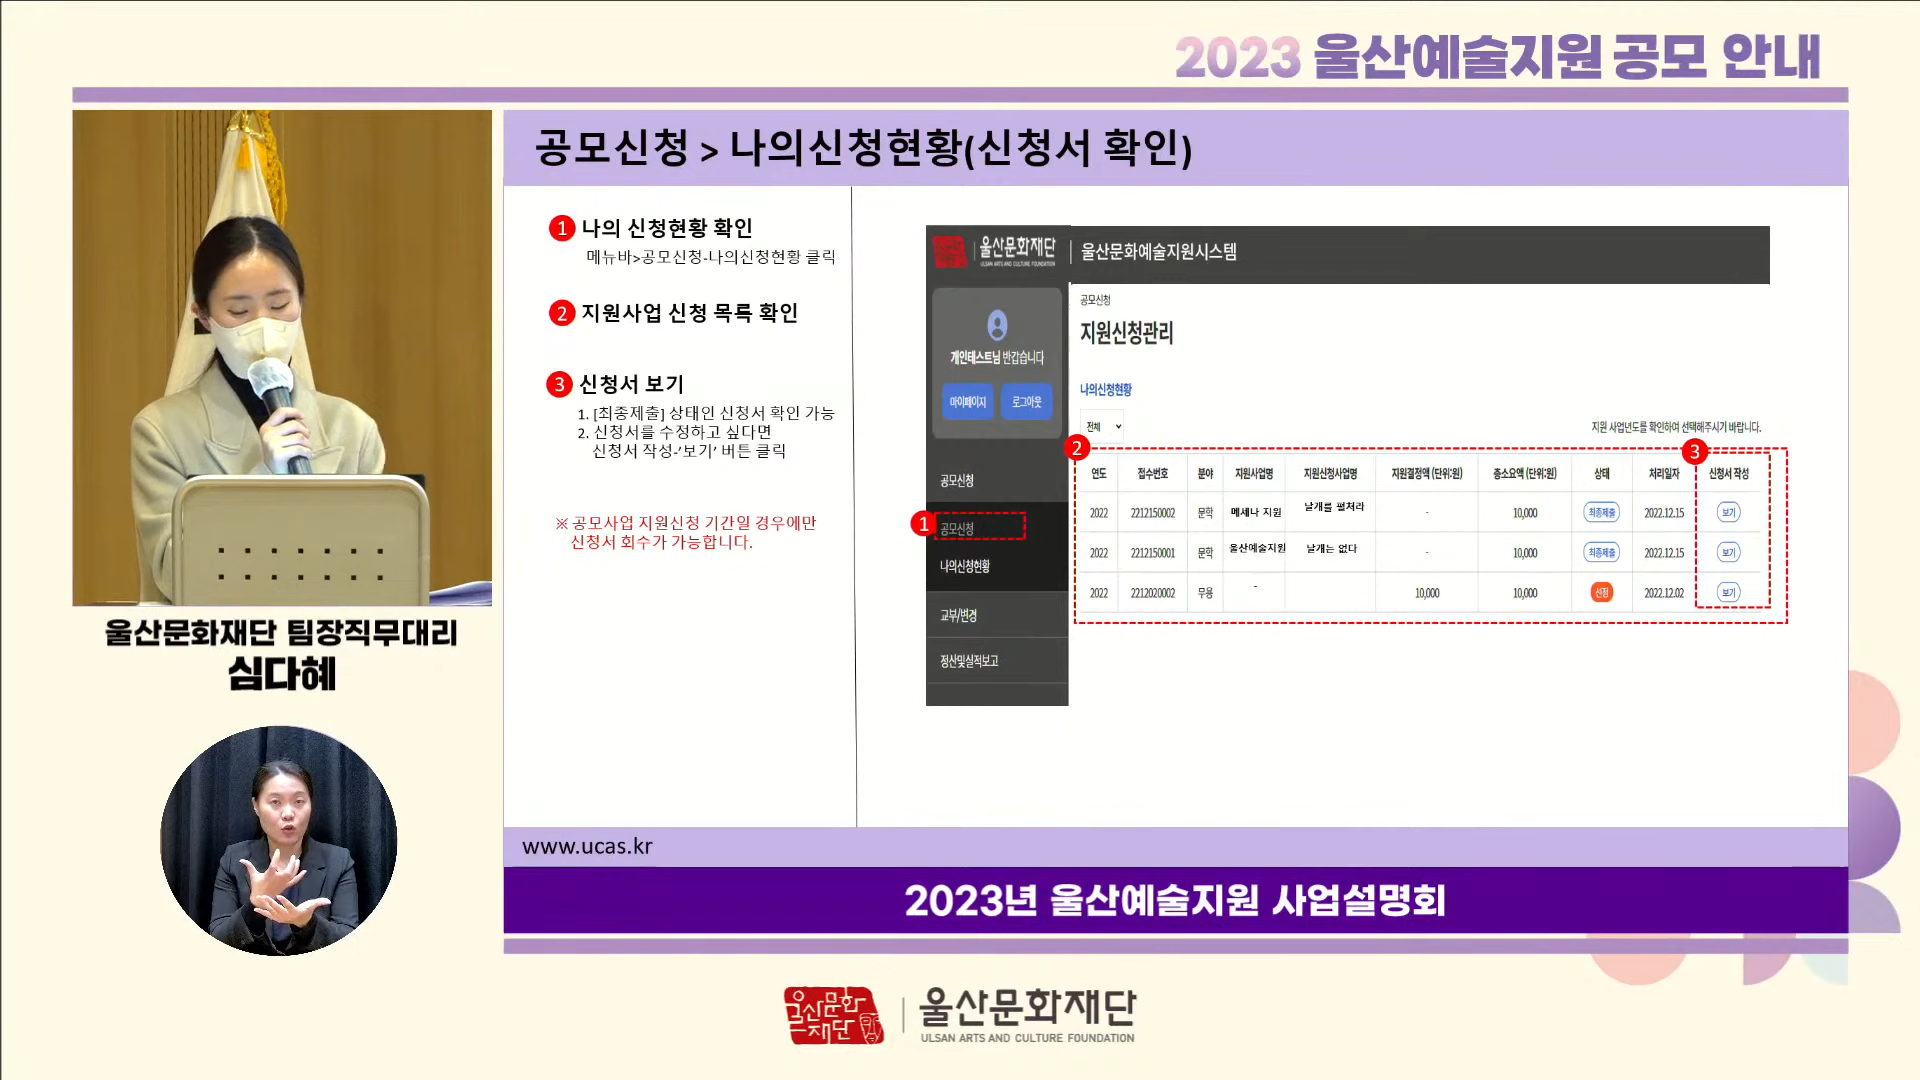 2023 울산예술지원 공모 안내
공모신청 > 나의신청현황(신청서 확인)
1 나의 신청현황 확인
메뉴바>공모신청-나의신청현황 클릭
2 지원사업 신청 목록 확인
3 신청서 보기
1. [최종제출] 상태인 신청서 확인 가능
2. 신청서를 수정하고 싶다면
신청서 작성-'보기' 버튼 클릭
※ 공모사업 지원신청 기간일 경우에만
신청서 회수가 가능합니다.
울산문화재단 ULSAN ARTS AND CULTURE FOUNDATION 울산문화예술지원시스템
개인테스트님 반갑습니다
마이페이지 로그아웃
공모신청
1 공모신청
나의신청현황
교부/변경
정산및실적보고
공모신청
지원신청관리
나의신청현황
전체
지원 사업년도를 확인하여 선택해주시기 바랍니다.
2 3
연도 접수번호 분야 지원사업명 지원신청사업명 지원결정액 (단위:원) 총소요액 (단위:원) 상태 처리일자 신청서 작성
2022 2212150002 문학 메세나 지원 날개를 펼쳐라 - 10,000 최종제출 2022.12.15 보기
2022 2212150001 문학 울산예술지원 날개는 없다 - 10,000 최종제출 2022.12.15 보기
2022 2212020002 무용 - 10,000 10,000 선정 2022.12.02 보기
울산문화재단 팀장직무대리
심다혜
www.ucas.kr
2023년 울산예술지원 사업설명회
울산문화재단 울산문화재단
ULSAN ARTS AND CULTURE FOUNDATION